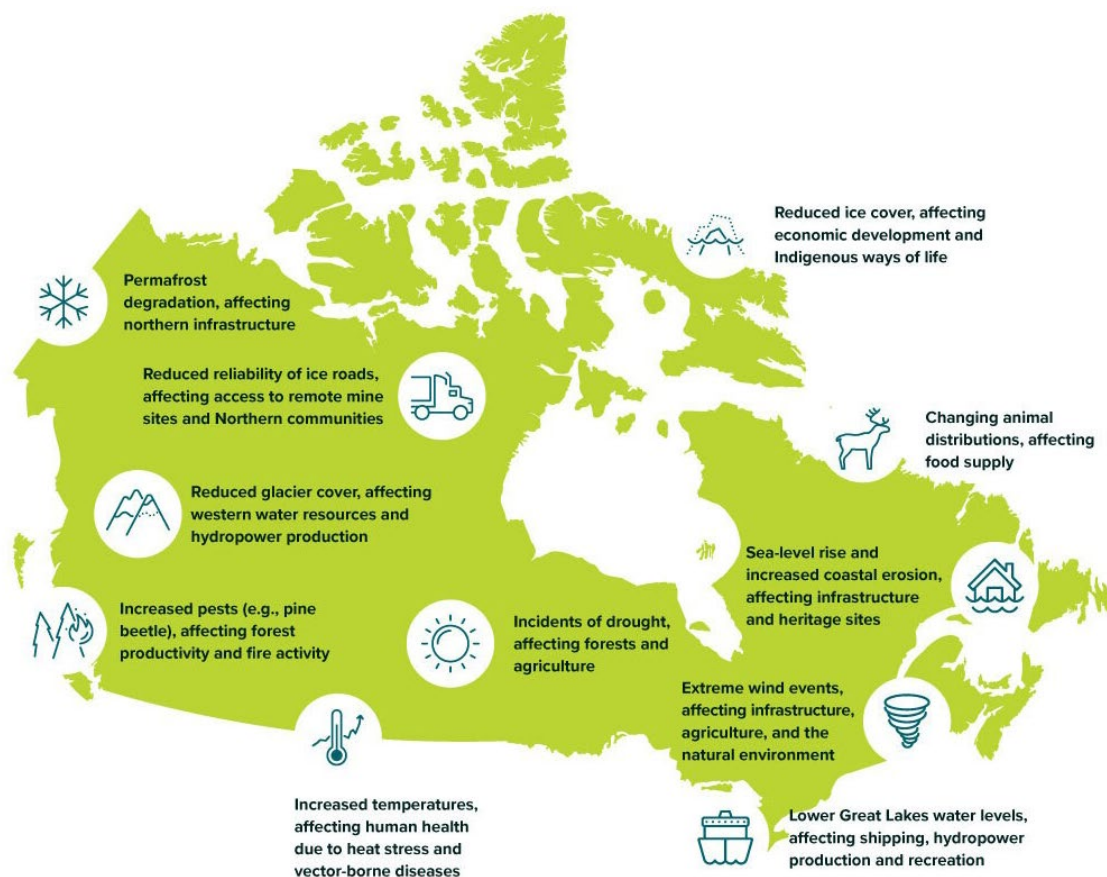 Reduced ice cover, affecting
economic development and
Indigenous ways of life
Permafrost
degradation, affecting
northern infrastructure
Reduced reliability of ice roads,
affecting access to remote mine
sites and Northern communities
Changing animal
distributions, affecting
food supply
Reduced glacier cover, affecting
western water resources and
hydropower production
Sea-level rise and
increased coastal erosion,
affecting infrastructure
and heritage sites
Increased pests (e.g., pine
beetle), affecting forest
productivity and fire activity
Incidents of drought,
affecting forests and
agriculture
Extreme wind events,
affecting infrastructure,
agriculture, and the
natural environment
Increased temperatures,
affecting human health
due to heat stress and
vector-borne diseases
Lower Great Lakes water levels,
affecting shipping, hydropower
production and recreation